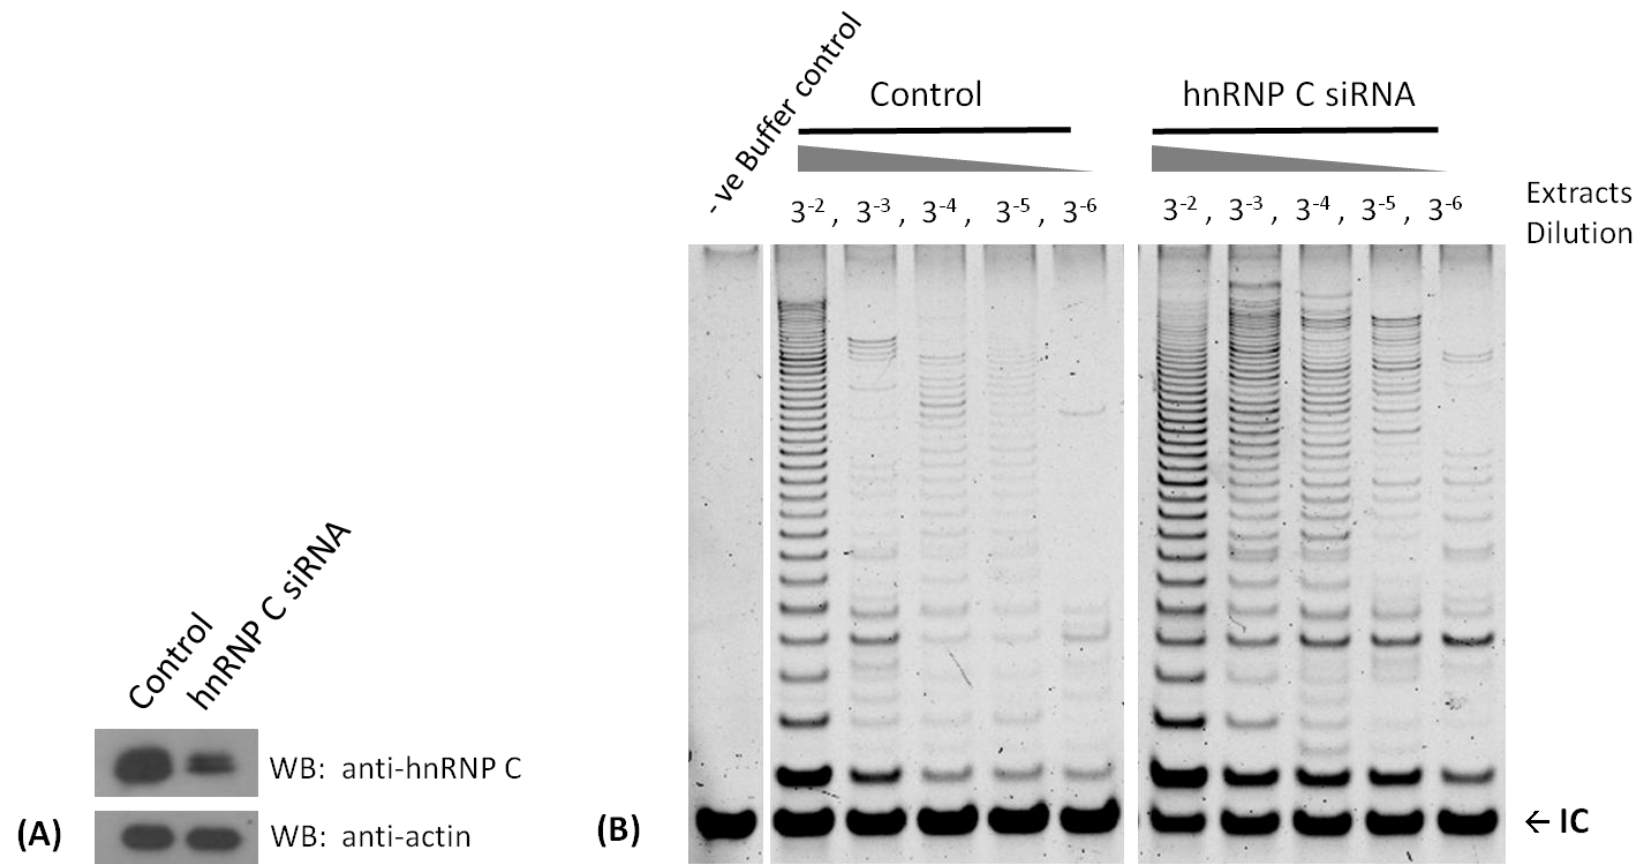 - ve Buffer control
Control
hnRNP C siRNA
3⁻², 3⁻³, 3⁻⁴, 3⁻⁵, 3⁻⁶
3⁻², 3⁻³, 3⁻⁴, 3⁻⁵, 3⁻⁶
Extracts
Dilution
Control
hnRNP C siRNA
WB: anti-hnRNP C
(A)
WB: anti-actin
(B)
← IC